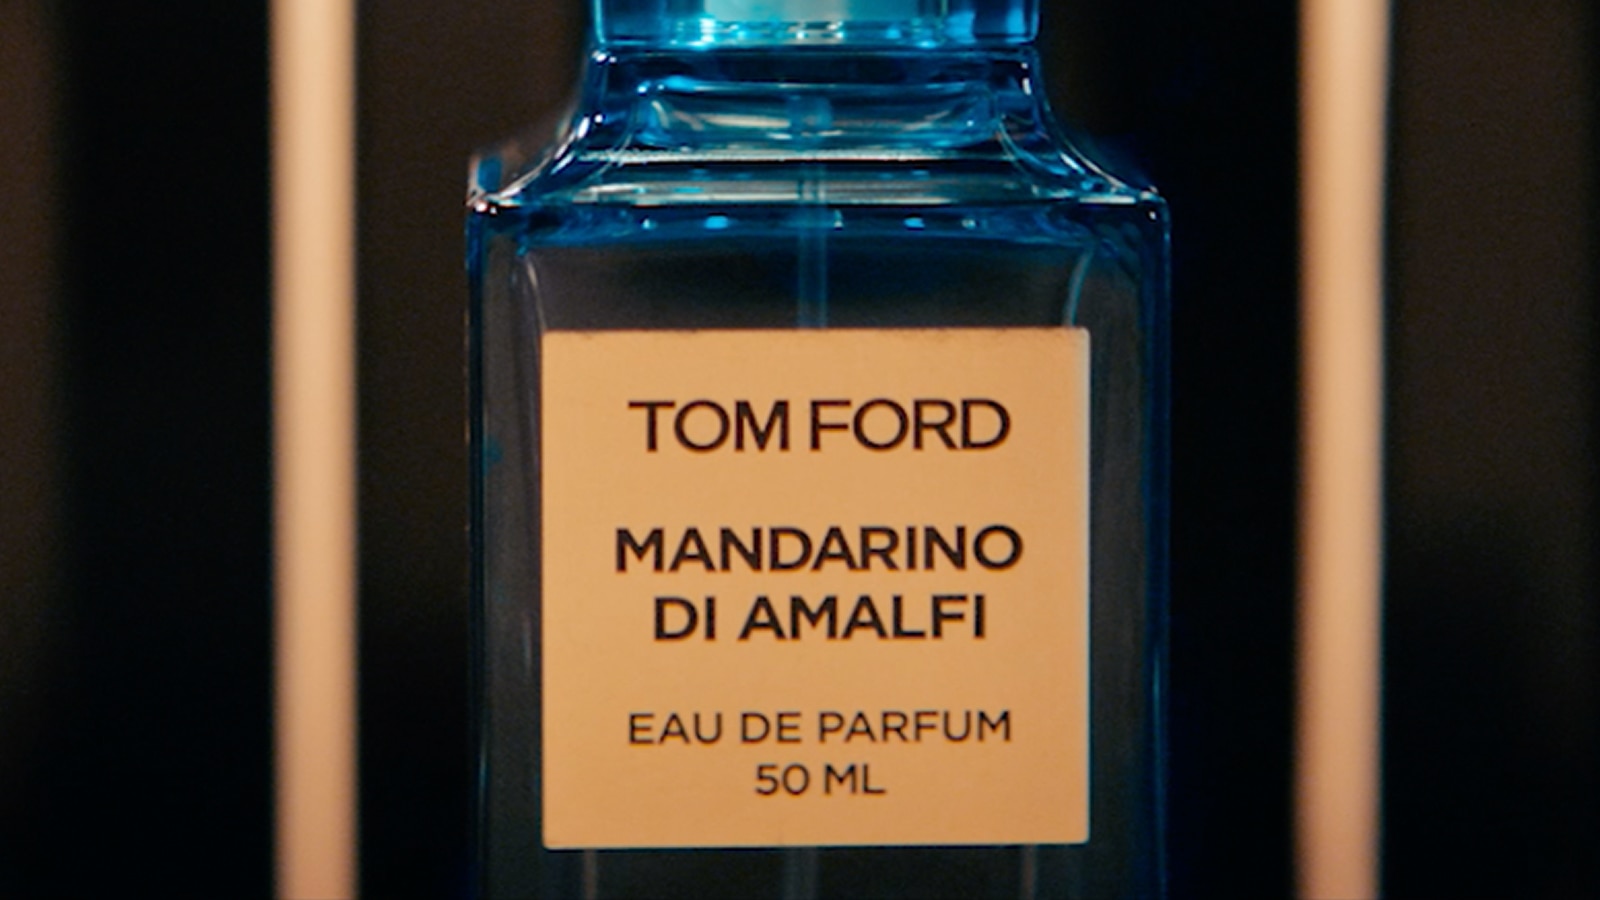 TOM FORD
MANDARINO
DI AMALFI
EAU DE PARFUM
50 ML